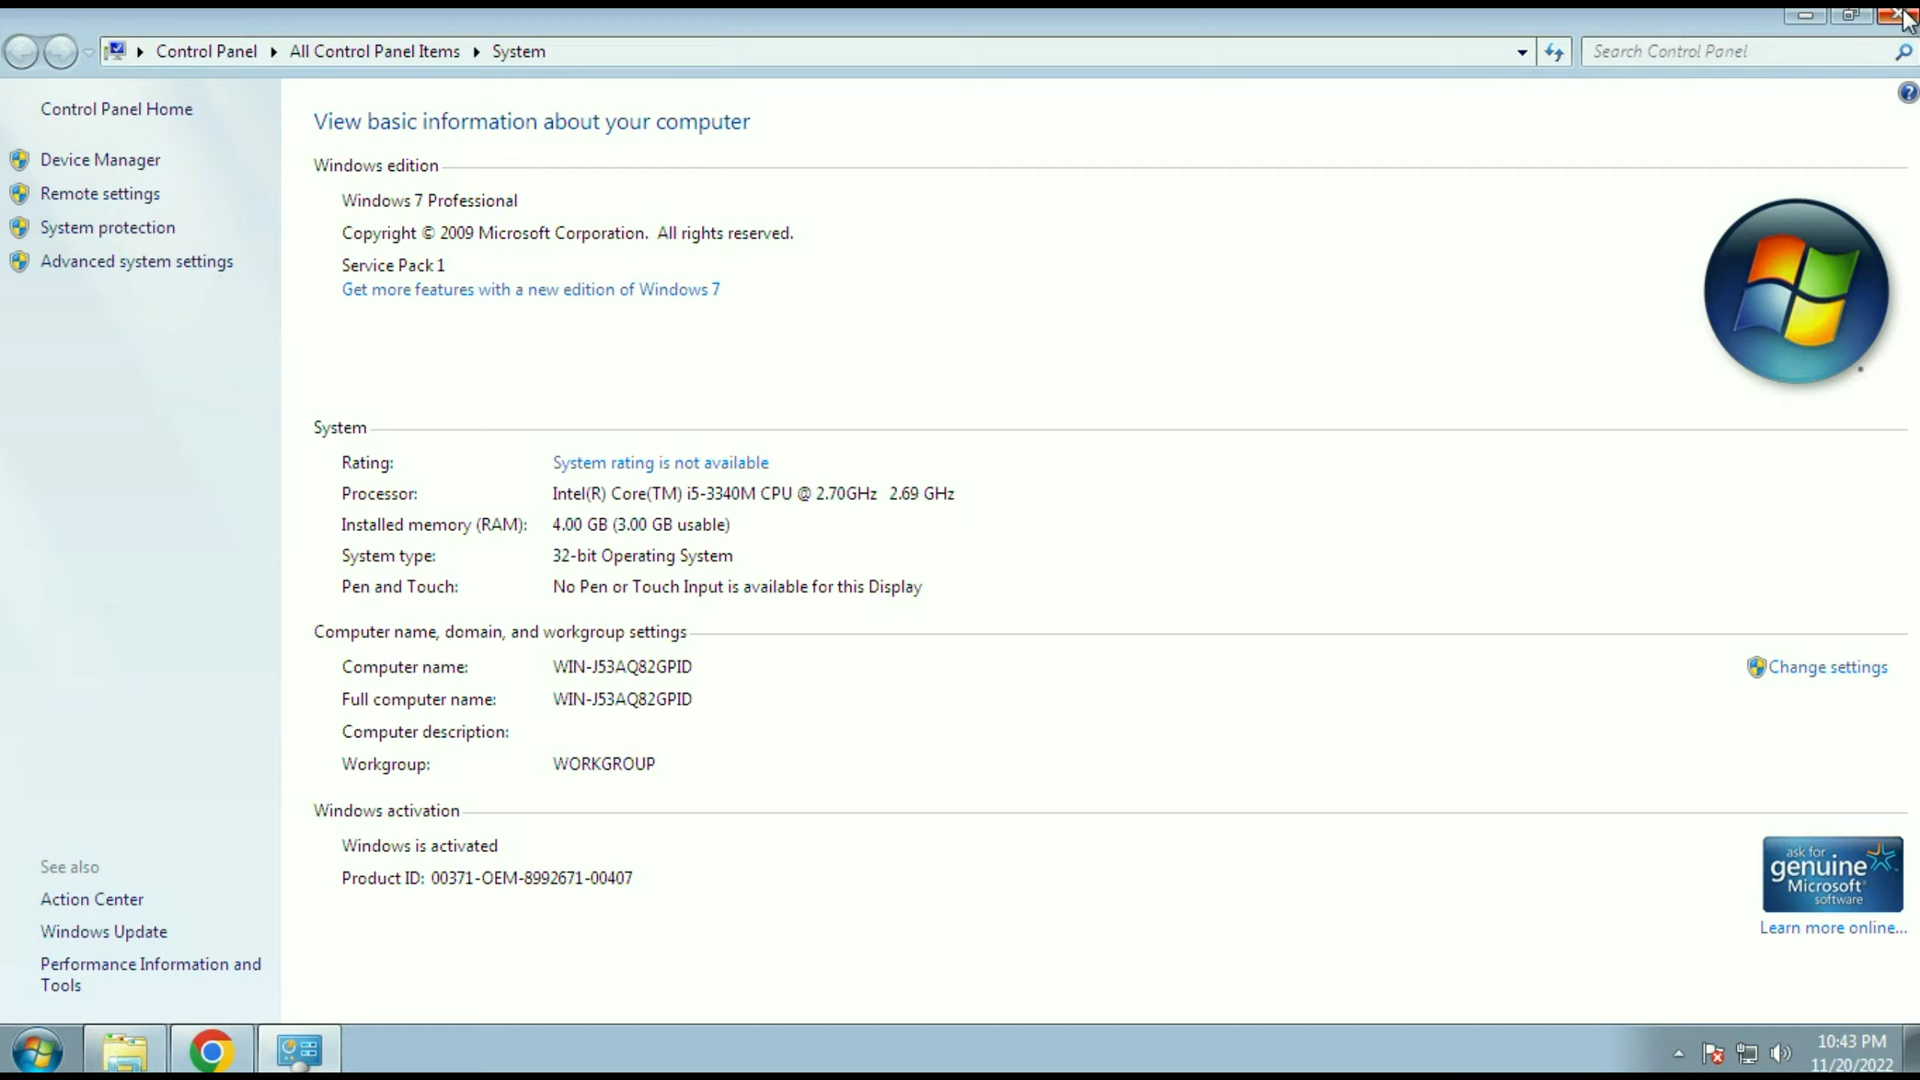 Control Panel
All Control Panel Items
System
Search Control Panel
Control Panel Home
Device Manager
Remote settings
System protection
Advanced system settings
View basic information about your computer
Windows edition
Windows 7 Professional
Copyright © 2009 Microsoft Corporation. All rights reserved.
Service Pack 1
Get more features with a new edition of Windows 7
System
Rating: System rating is not available
Processor: Intel(R) Core(TM) i5-3340M CPU @ 2.70GHz 2.69 GHz
Installed memory (RAM): 4.00 GB (3.00 GB usable)
System type: 32-bit Operating System
Pen and Touch: No Pen or Touch Input is available for this Display
Computer name, domain, and workgroup settings
Computer name: WIN-J53AQ82GPID
Change settings
Full computer name: WIN-J53AQ82GPID
Computer description:
Workgroup: WORKGROUP
Windows activation
Windows is activated
Product ID: 00371-OEM-8992671-00407
ask for
genuine
Microsoft
software
Learn more online...
See also
Action Center
Windows Update
Performance Information and
Tools
10:43 PM
11/20/2022